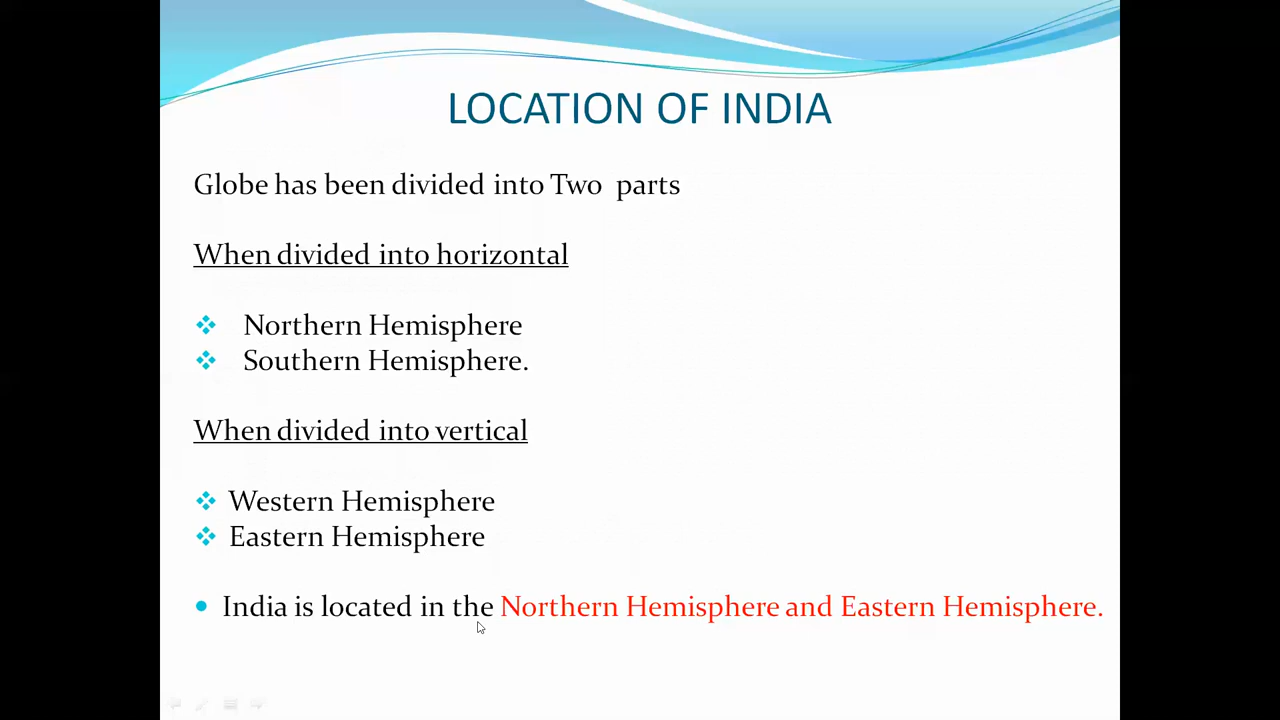 LOCATION OF INDIA
Globe has been divided into Two parts
When divided into horizontal
Northern Hemisphere
Southern Hemisphere.
When divided into vertical
Western Hemisphere
Eastern Hemisphere
India is located in the Northern Hemisphere and Eastern Hemisphere.